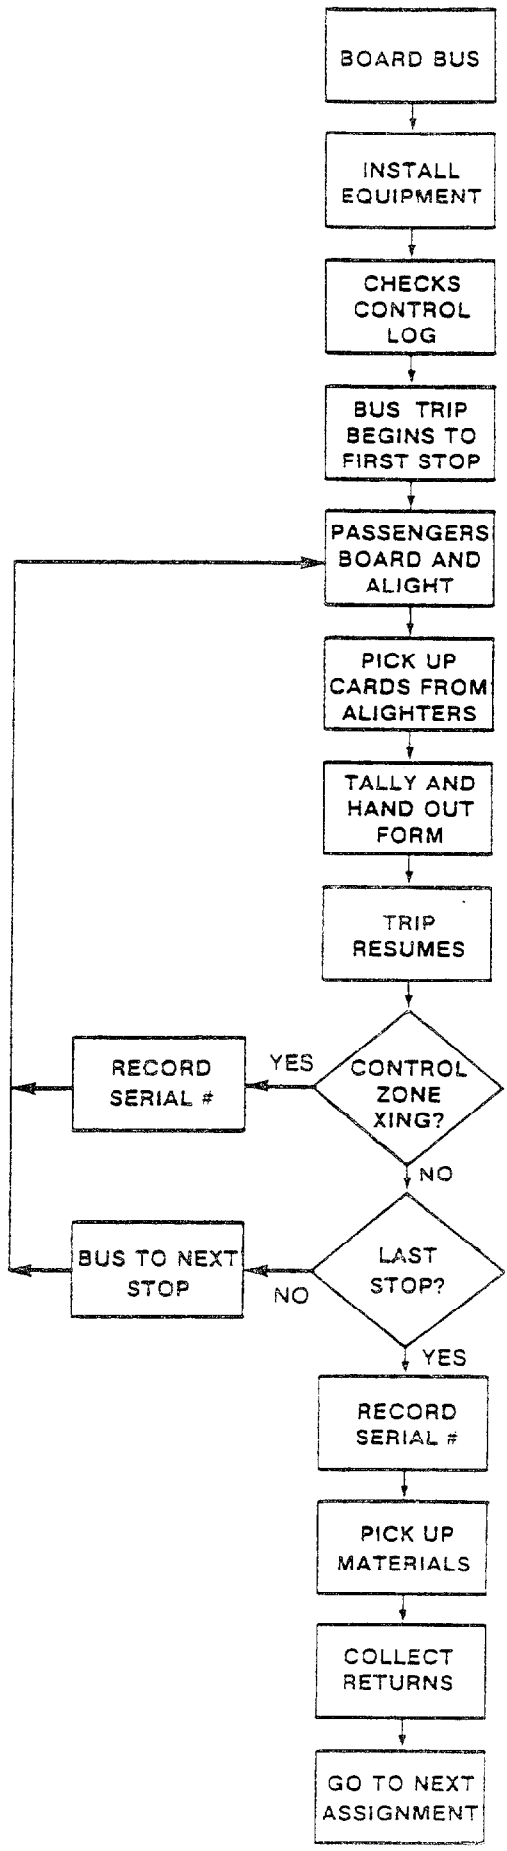 BOARD BUS
INSTALL
EQUIPMENT
CHECKS
CONTROL
LOG
BUS TRIP
BEGINS TO
FIRST STOP
PASSENGERS
BOARD AND
ALIGHT
PICK UP
CARDS FROM
ALIGHTERS
TALLY AND
HAND OUT
FORM
TRIP
RESUMES
CONTROL
ZONE
XING?
YES
RECORD
SERIAL #
NO
LAST
STOP?
NO
BUS TO NEXT
STOP
YES
RECORD
SERIAL #
PICK UP
MATERIALS
COLLECT
RETURNS
GO TO NEXT
ASSIGNMENT